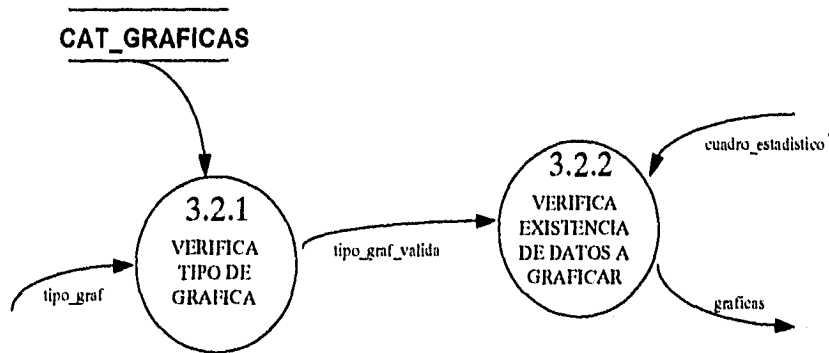 CAT_GRAFICAS
3.2.1
VERIFICA
TIPO DE
GRAFICA
tipo_graf
tipo_graf_valida
3.2.2
VERIFICA
EXISTENCIA
DE DATOS A
GRAFICAR
cuadro_estadistico
graficas